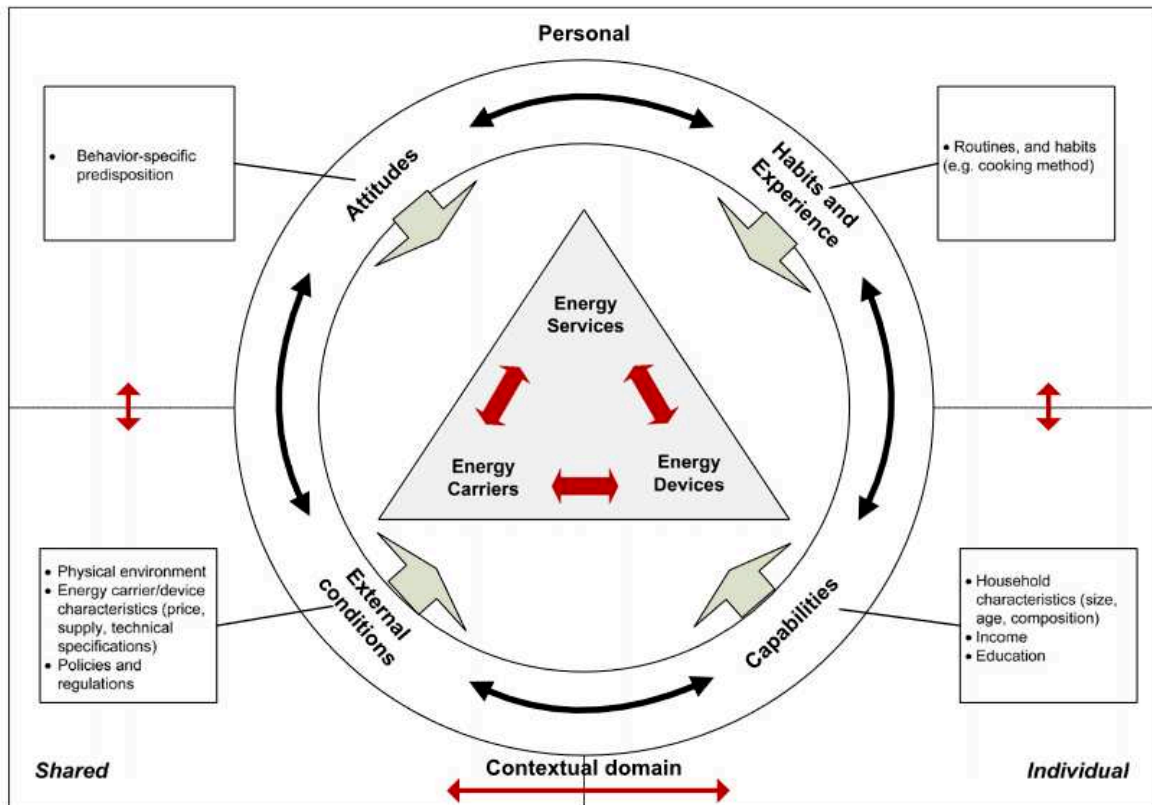 Personal
• Behavior-specific
predisposition
Attitudes
Habits and
Experience
• Routines, and habits
(e.g. cooking method)
Energy
Services
Energy
Carriers
Energy
Devices
• Physical environment
• Energy carrier/device
characteristics (price,
supply, technical
specifications)
• Policies and
regulations
External
conditions
Capabilities
• Household
characteristics (size,
age, composition)
• Income
• Education
Shared
Contextual domain
Individual